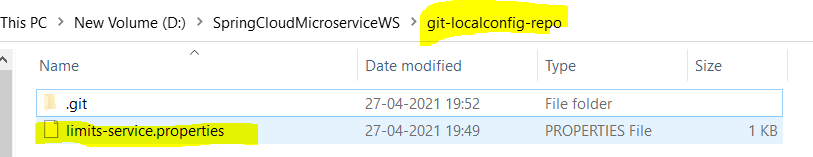 This PC > New Volume (D:) > SpringCloudMicroserviceWS > git-localconfig-repo
Name Date modified Type Size
.git 27-04-2021 19:52 File folder
limits-service.properties 27-04-2021 19:49 PROPERTIES File 1 KB